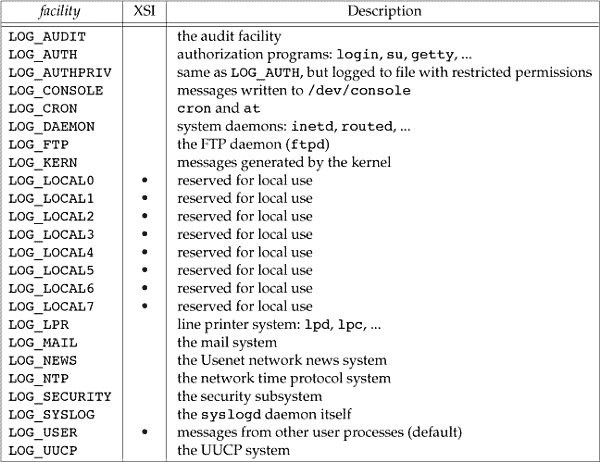 facility XSI Description
LOG_AUDIT the audit facility
LOG_AUTH authorization programs: login, su, getty, ...
LOG_AUTHPRIV same as LOG_AUTH, but logged to file with restricted permissions
LOG_CONSOLE messages written to /dev/console
LOG_CRON cron and at
LOG_DAEMON system daemons: inetd, routed, ...
LOG_FTP the FTP daemon (ftpd)
LOG_KERN messages generated by the kernel
LOG_LOCAL0 • reserved for local use
LOG_LOCAL1 • reserved for local use
LOG_LOCAL2 • reserved for local use
LOG_LOCAL3 • reserved for local use
LOG_LOCAL4 • reserved for local use
LOG_LOCAL5 • reserved for local use
LOG_LOCAL6 • reserved for local use
LOG_LOCAL7 • reserved for local use
LOG_LPR line printer system: lpd, lpc, ...
LOG_MAIL the mail system
LOG_NEWS the Usenet network news system
LOG_NTP the network time protocol system
LOG_SECURITY the security subsystem
LOG_SYSLOG the syslogd daemon itself
LOG_USER • messages from other user processes (default)
LOG_UUCP the UUCP system